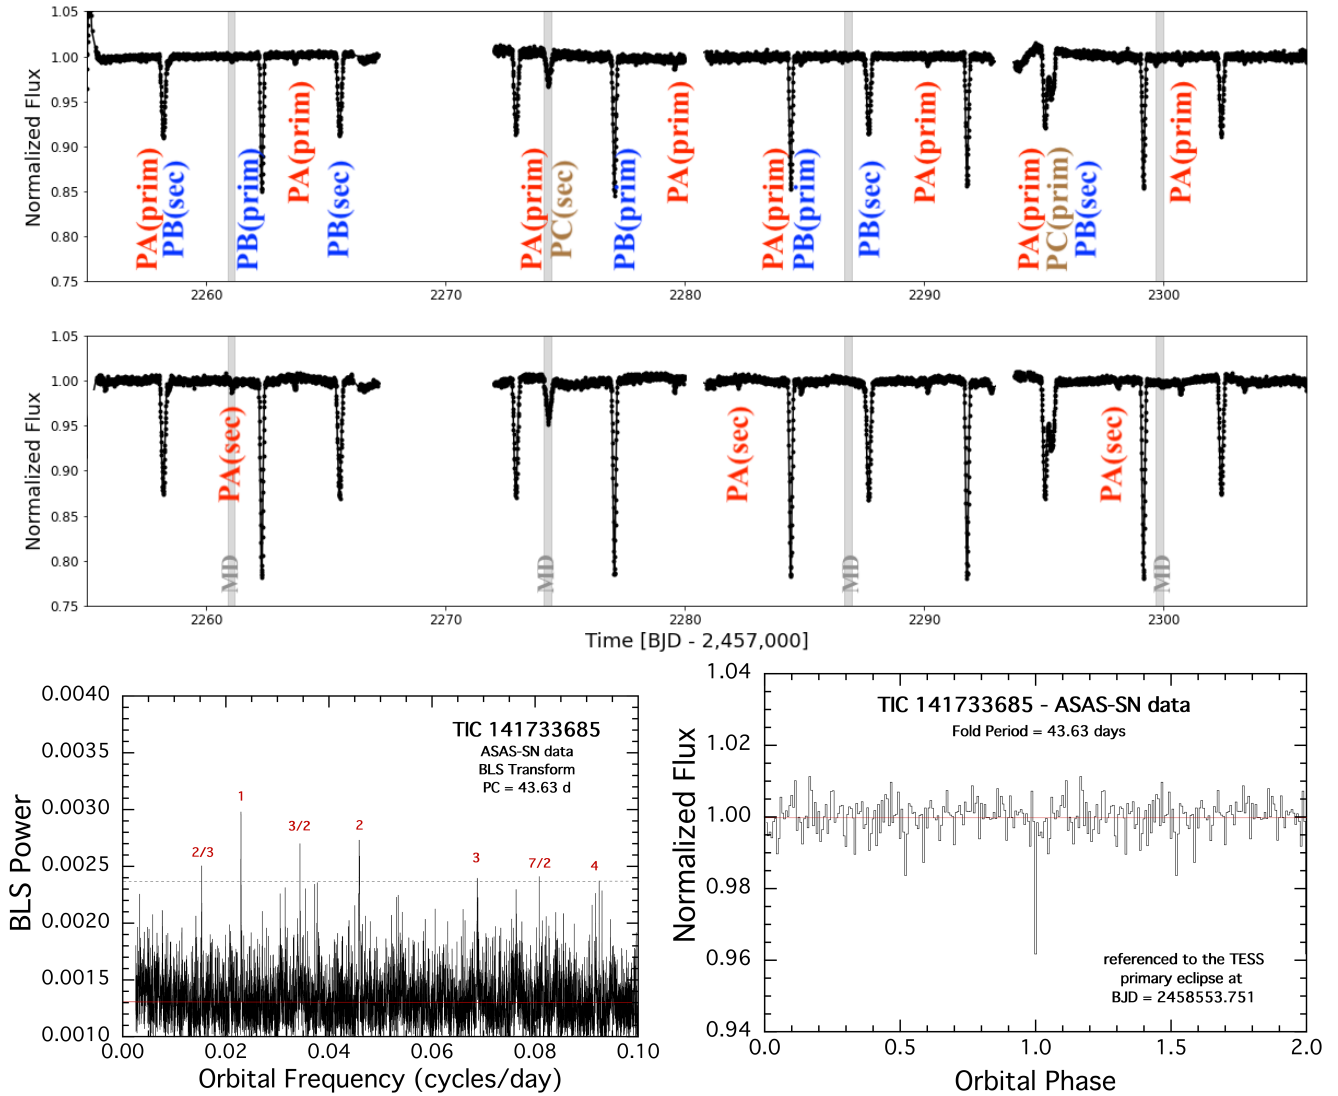 1.05
1.00
0.95
0.90
0.85
0.80
0.75
Normalized Flux
PA(prim)
PB(sec)
PB(prim)
PA(prim)
PB(sec)
PA(prim)
PC(sec)
PB(prim)
PA(prim)
PA(prim)
PB(prim)
PB(sec)
PA(prim)
PA(prim)
PC(prim)
PB(sec)
PA(prim)
2260 2270 2280 2290 2300
1.05
1.00
0.95
0.90
0.85
0.80
0.75
Normalized Flux
PA(sec)
PA(sec)
PA(sec)
MD
MD
MD
MD
2260 2270 2280 2290 2300
Time [BJD - 2,457,000]
0.0040
0.0035
0.0030
0.0025
0.0020
0.0015
0.0010
BLS Power
TIC 141733685
ASAS-SN data
BLS Transform
PC = 43.63 d
2/3
1
3/2
2
3
7/2
4
0.00 0.02 0.04 0.06 0.08 0.10
Orbital Frequency (cycles/day)
1.04
1.02
1.00
0.98
0.96
0.94
Normalized Flux
TIC 141733685 - ASAS-SN data
Fold Period = 43.63 days
referenced to the TESS
primary eclipse at
BJD = 2458553.751
0.0 0.5 1.0 1.5 2.0
Orbital Phase